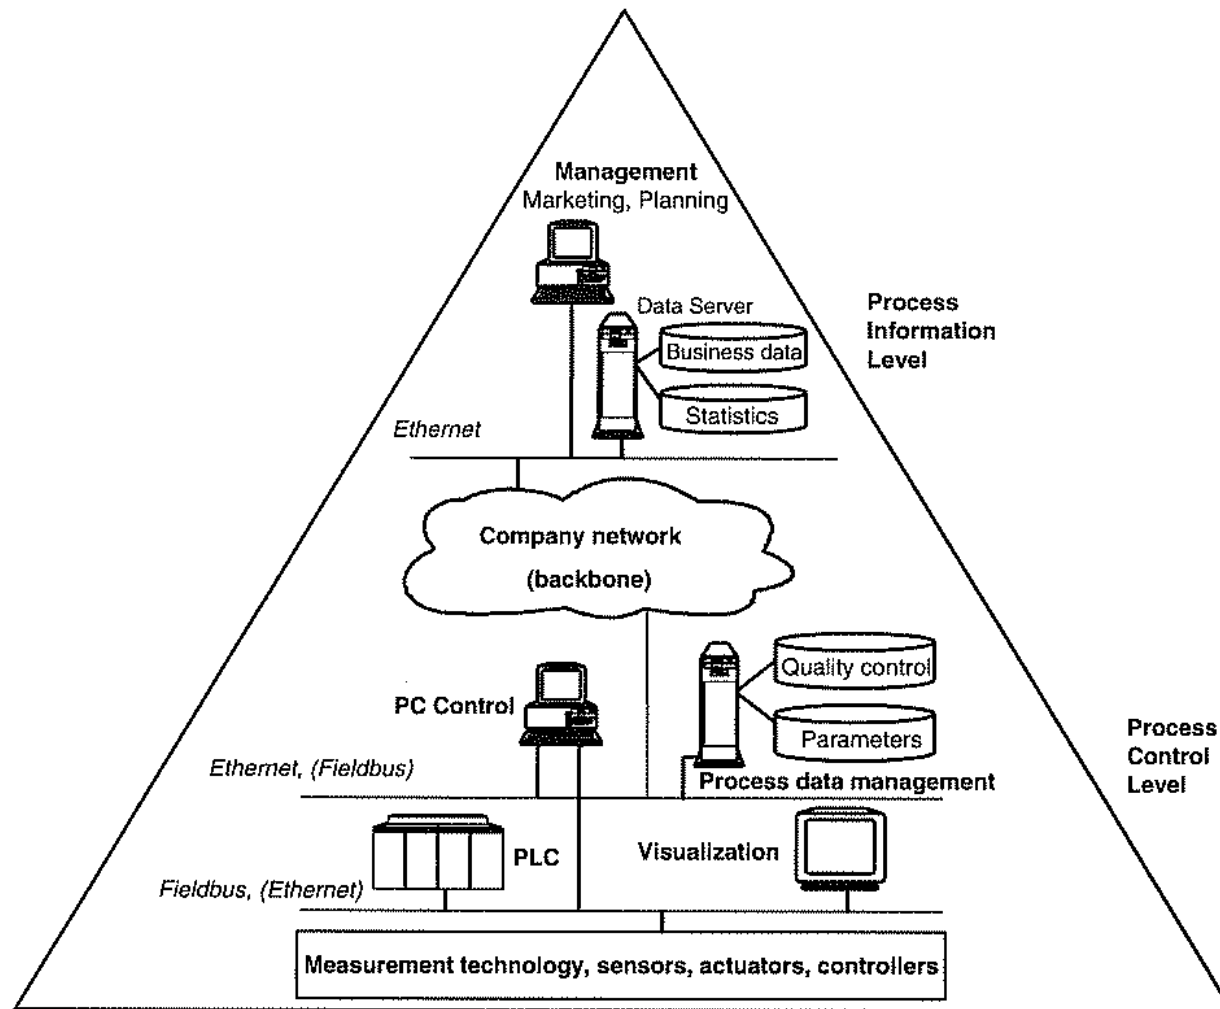 Management
Marketing, Planning
Data Server
Business data
Statistics
Process
Information
Level
Ethernet
Company network
(backbone)
Quality control
Parameters
PC Control
Process
Control
Level
Ethernet, (Fieldbus)
Process data management
PLC
Visualization
Fieldbus, (Ethernet)
Measurement technology, sensors, actuators, controllers